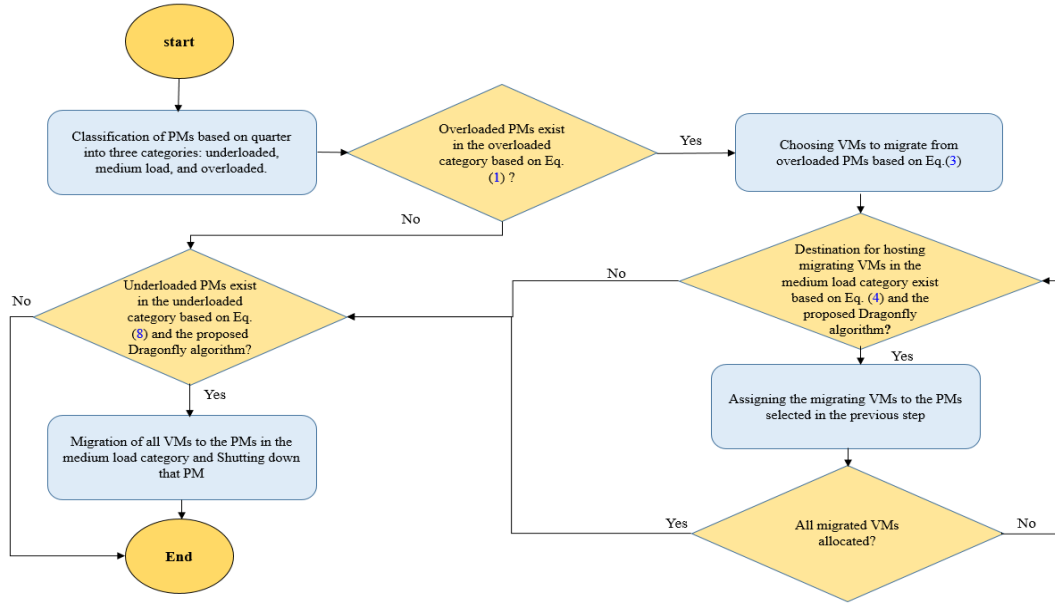 start
Classification of PMs based on quarter
into three categories: underloaded,
medium load, and overloaded.
Overloaded PMs exist
in the overloaded
category based on Eq.
(1) ?
Yes
Choosing VMs to migrate from
overloaded PMs based on Eq.(3)
No
Destination for hosting
migrating VMs in the
medium load category exist
based on Eq. (4) and the
proposed Dragonfly
algorithm?
No
Yes
Underloaded PMs exist
in the underloaded
category based on Eq.
(8) and the proposed
Dragonfly algorithm?
No
Yes
Assigning the migrating VMs to the PMs
selected in the previous step
Migration of all VMs to the PMs in the
medium load category and Shutting down
that PM
All migrated VMs
allocated?
Yes
No
End